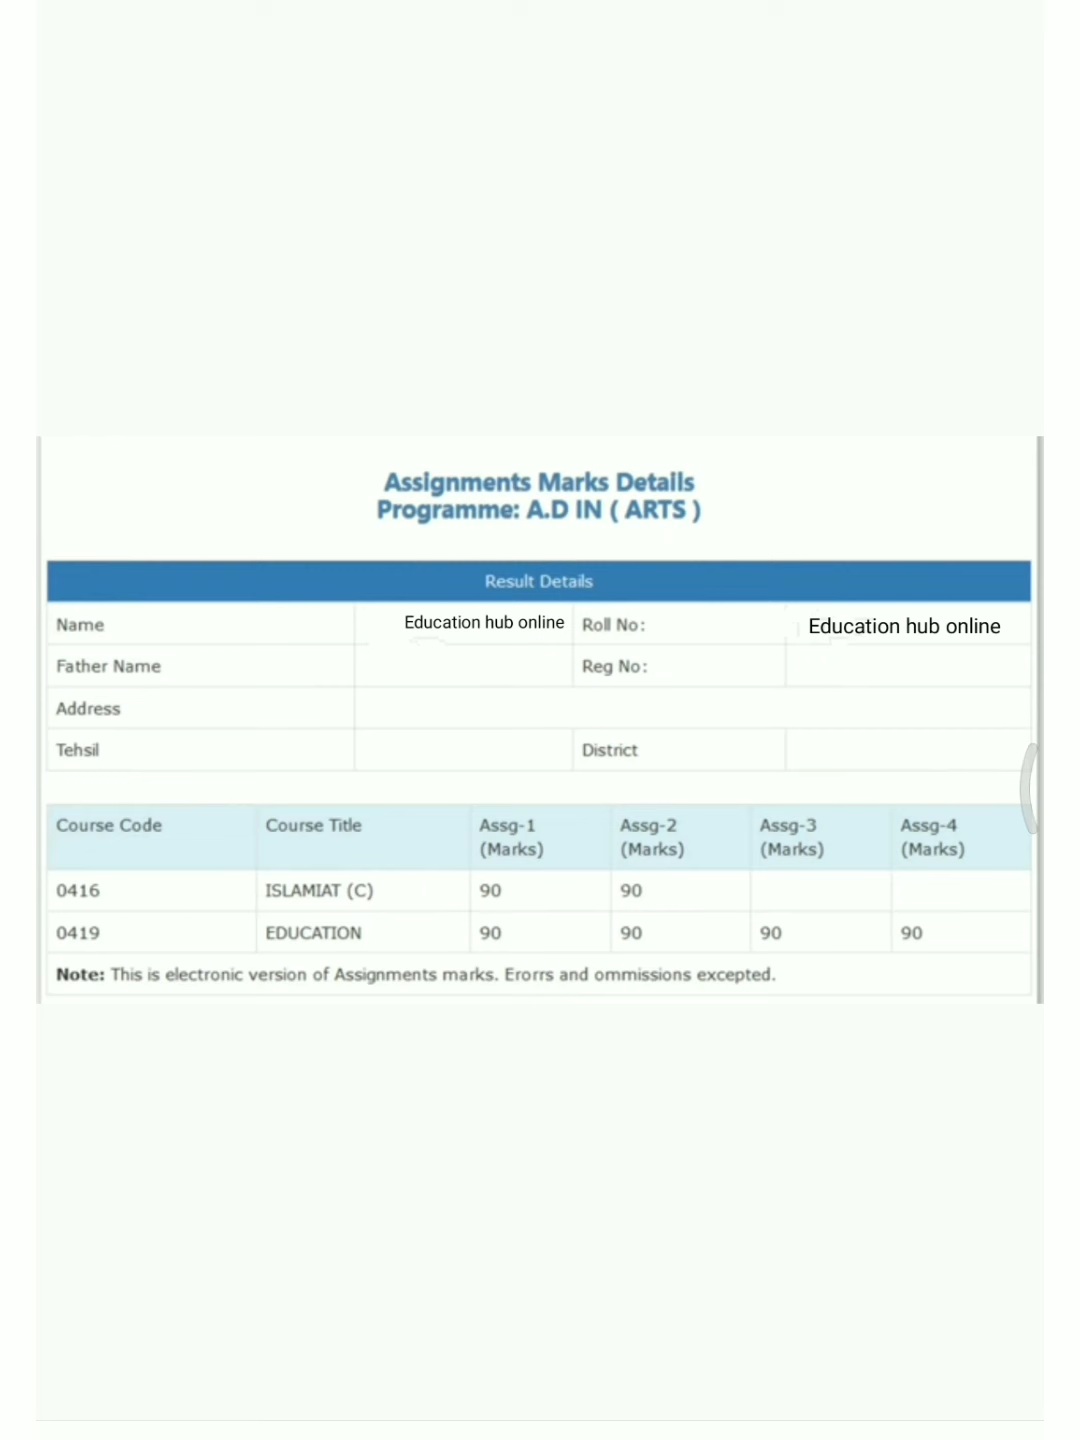 Assignments Marks Details
Programme: A.D IN ( ARTS )
Result Details
Name Education hub online Roll No: Education hub online
Father Name Reg No:
Address
Tehsil District
Course Code Course Title Assg-1 (Marks) Assg-2 (Marks) Assg-3 (Marks) Assg-4 (Marks)
0416 ISLAMIAT (C) 90 90
0419 EDUCATION 90 90 90 90
Note: This is electronic version of Assignments marks. Erorrs and ommissions excepted.